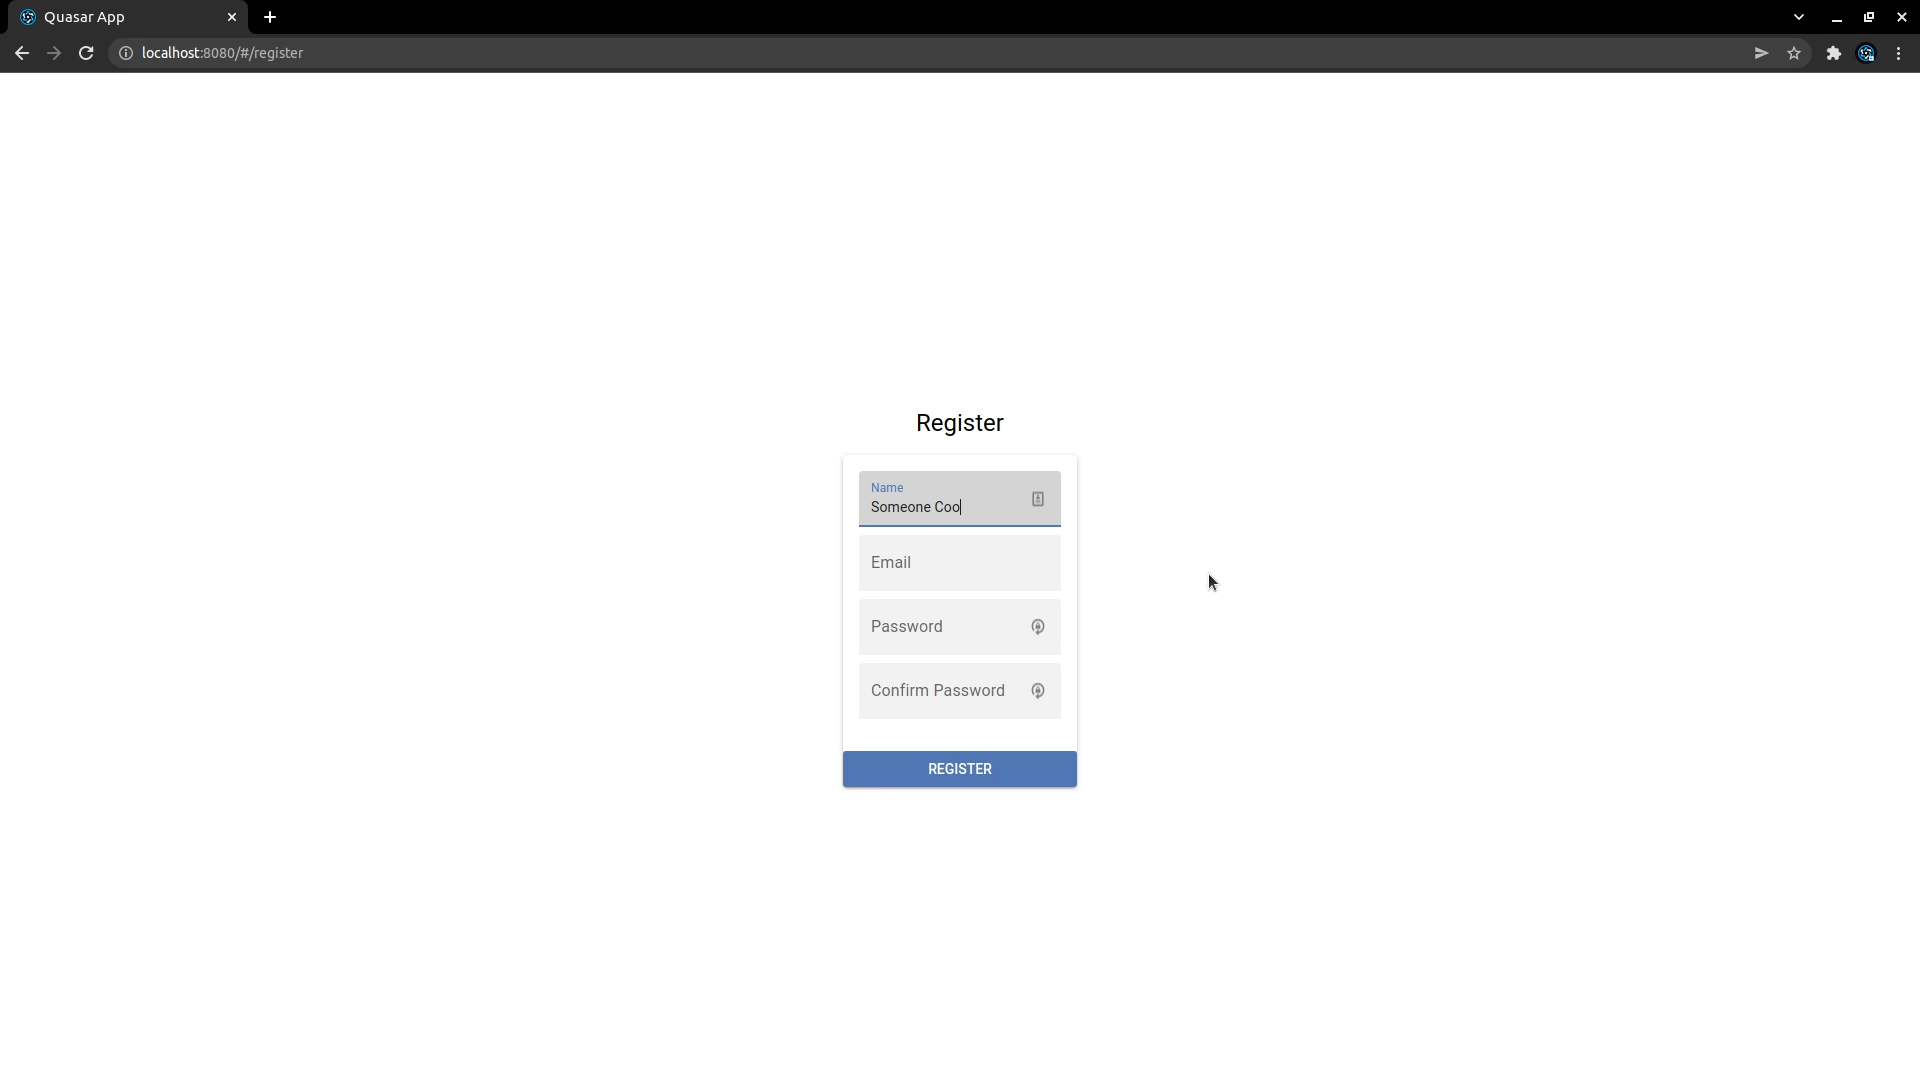 Quasar App
localhost:8080/#/register
Register
Name
Someone Coo
Email
Password
Confirm Password
REGISTER